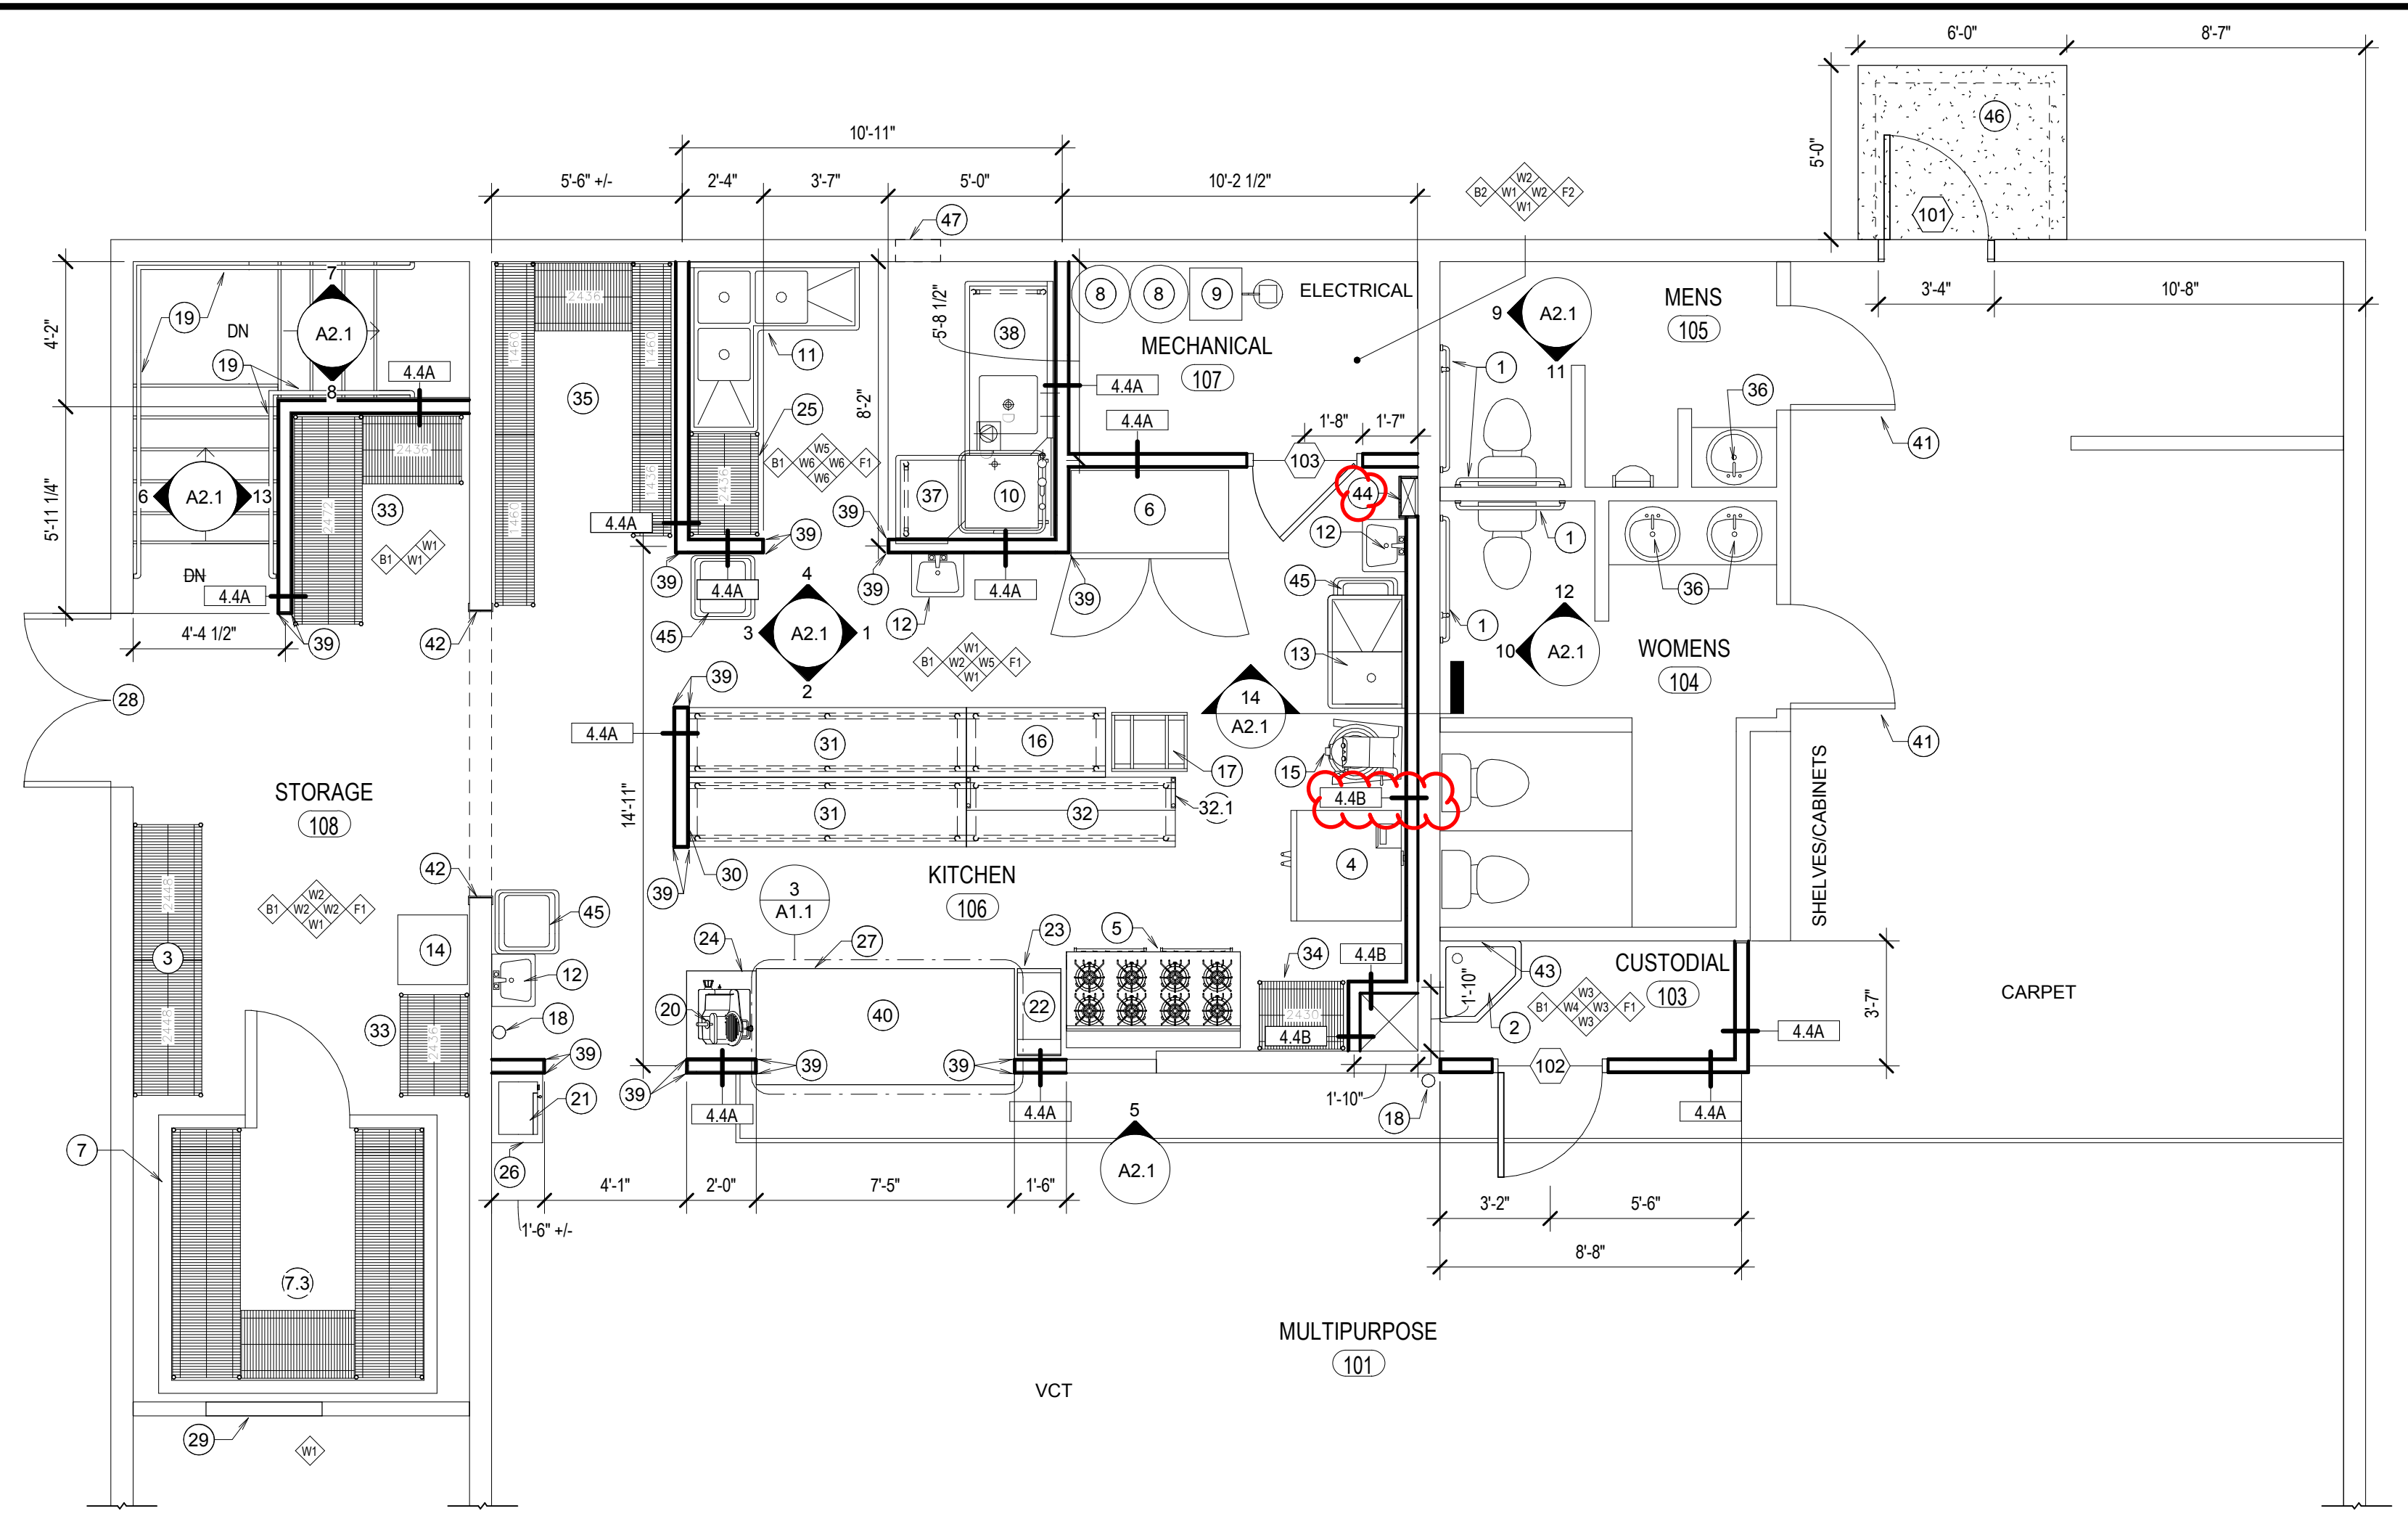 6'-0" 8'-7"
5'-0"
46
101
10'-11"
5'-6" +/- 2'-4" 3'-7" 5'-0" 10'-2 1/2"
B2 W1 W2 W2 W1 F2
47
3'-4" 10'-8"
4'-2"
5'-11 1/4"
19
DN
7
A2.1
8
19
4.4A
6 A2.1 13
33
2436
2472
B1 W1 W1
DN
4.4A
4'-4 1/2"
39
42
28
2436
1460
1460
1460
1436
35
4.4A
39
11
25
2436
B1 W6 W5 W6 W6 F1
39
4.4A
45
8'-2"
5'-8 1/2"
38
37
10
39
39
12
4.4A
39
8
8
9
ELECTRICAL
MECHANICAL
107
4.4A
4.4A
1'-8" 1'-7"
103
6
44
12
45
13
9 A2.1
11
MENS
105
1
36
41
1
36
1
12
10 A2.1
WOMENS
104
41
4
3 A2.1 1
2
B1 W2 W1 W5 W1 F1
14
A2.1
39
4.4A
31
16
17
15
4.4B
31
32
32.1
14'-11"
39
30
4
STORAGE
108
KITCHEN
106
SHELVES/CABINETS
42
3
A1.1
B1 W2 W2 W2 W1 F1
2448
3
2448
14
45
12
18
33
2436
39
21
26
24
27
23
5
34
4.4B
20
40
22
2430
4.4B
39
39
39
4.4A
4.4A
1'-10"
1'-10"
18
43
CUSTODIAL
103
B1 W4 W3 W3 W3 F1
2
102
4.4A
4.4A
3'-7"
CARPET
5
A2.1
7
7.3
29
W1
4'-1" 2'-0" 7'-5" 1'-6"
1'-6" +/-
3'-2" 5'-6"
8'-8"
MULTIPURPOSE
101
VCT